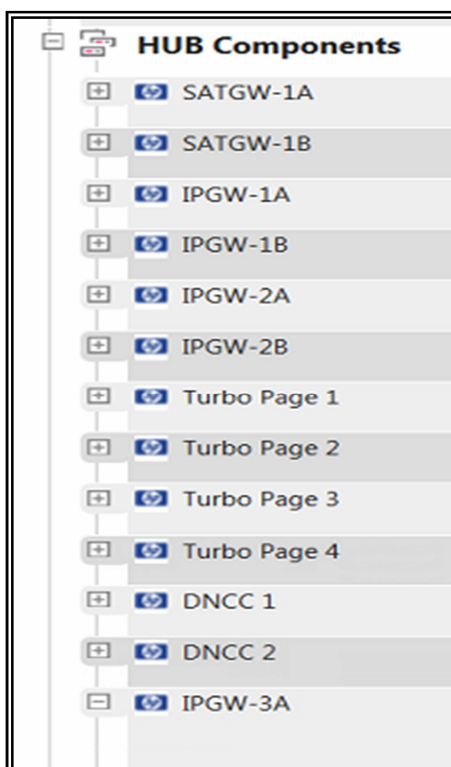 HUB Components
SATGW-1A
SATGW-1B
IPGW-1A
IPGW-1B
IPGW-2A
IPGW-2B
Turbo Page 1
Turbo Page 2
Turbo Page 3
Turbo Page 4
DNCC 1
DNCC 2
IPGW-3A